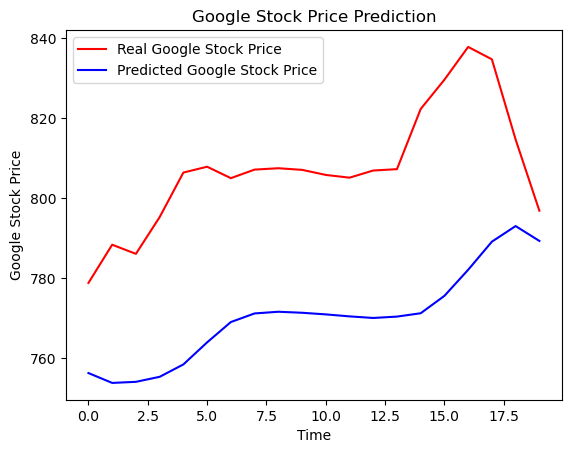 Google Stock Price Prediction
Real Google Stock Price
Predicted Google Stock Price
Google Stock Price
840
820
800
780
760
0.0 2.5 5.0 7.5 10.0 12.5 15.0 17.5
Time